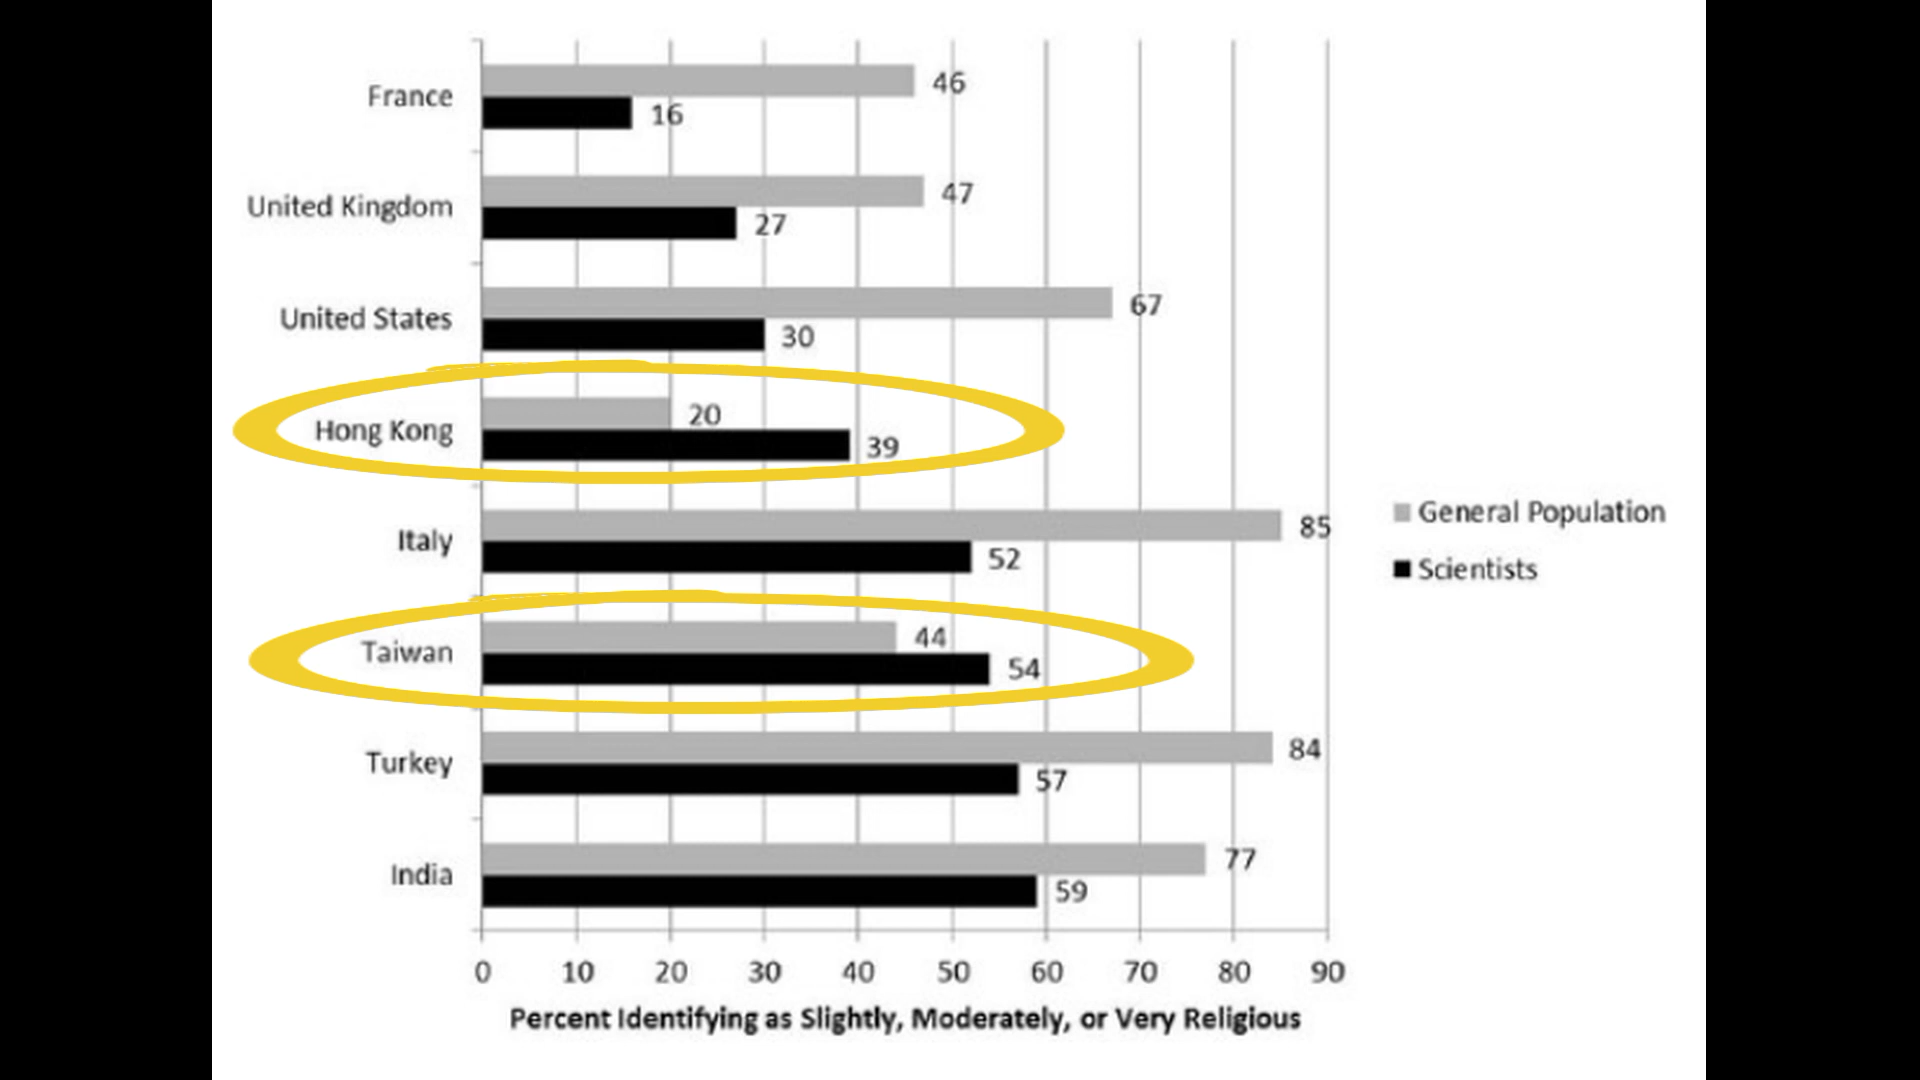 France
46
16
United Kingdom
47
27
United States
67
30
Hong Kong
20
39
Italy
85
52
Taiwan
44
54
Turkey
84
57
India
77
59
General Population
Scientists
0 10 20 30 40 50 60 70 80 90
Percent Identifying as Slightly, Moderately, or Very Religious